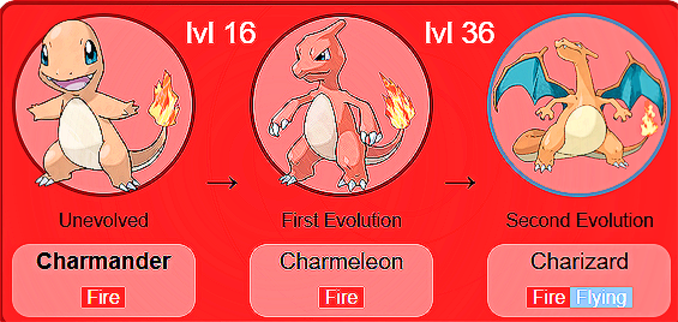 lvl 16
lvl 36
→
→
Unevolved
First Evolution
Second Evolution
Charmander
Charmeleon
Charizard
Fire
Fire
Fire Flying